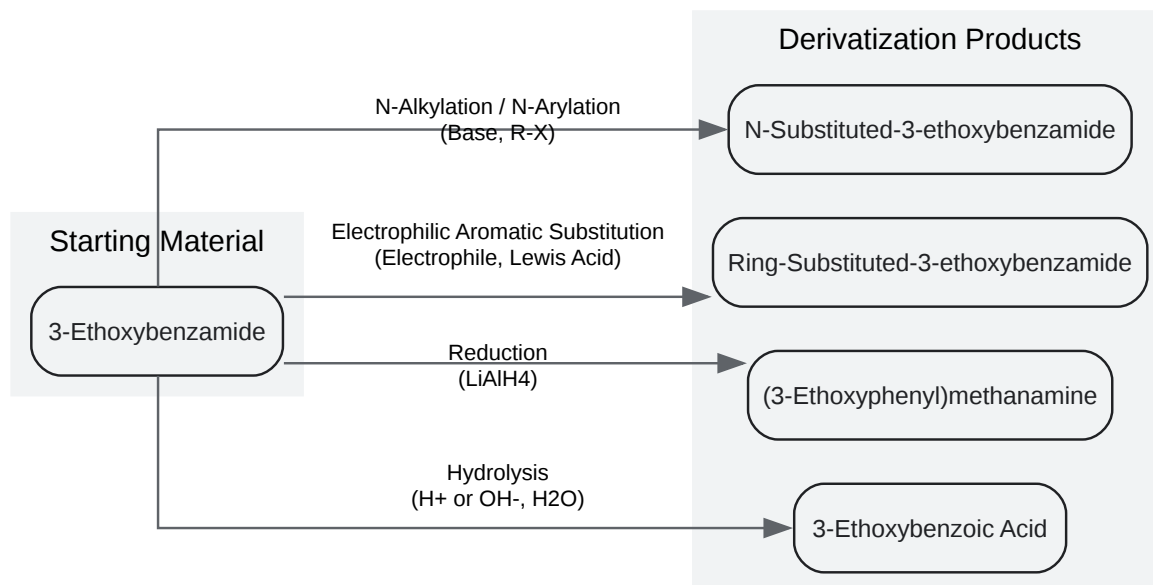 Derivatization Products
N-Alkylation / N-Arylation
(Base, R-X)
N-Substituted-3-ethoxybenzamide
Starting Material
Electrophilic Aromatic Substitution
(Electrophile, Lewis Acid)
Ring-Substituted-3-ethoxybenzamide
3-Ethoxybenzamide
Reduction
(LiAlH4)
(3-Ethoxyphenyl)methanamine
Hydrolysis
(H+ or OH-, H2O)
3-Ethoxybenzoic Acid